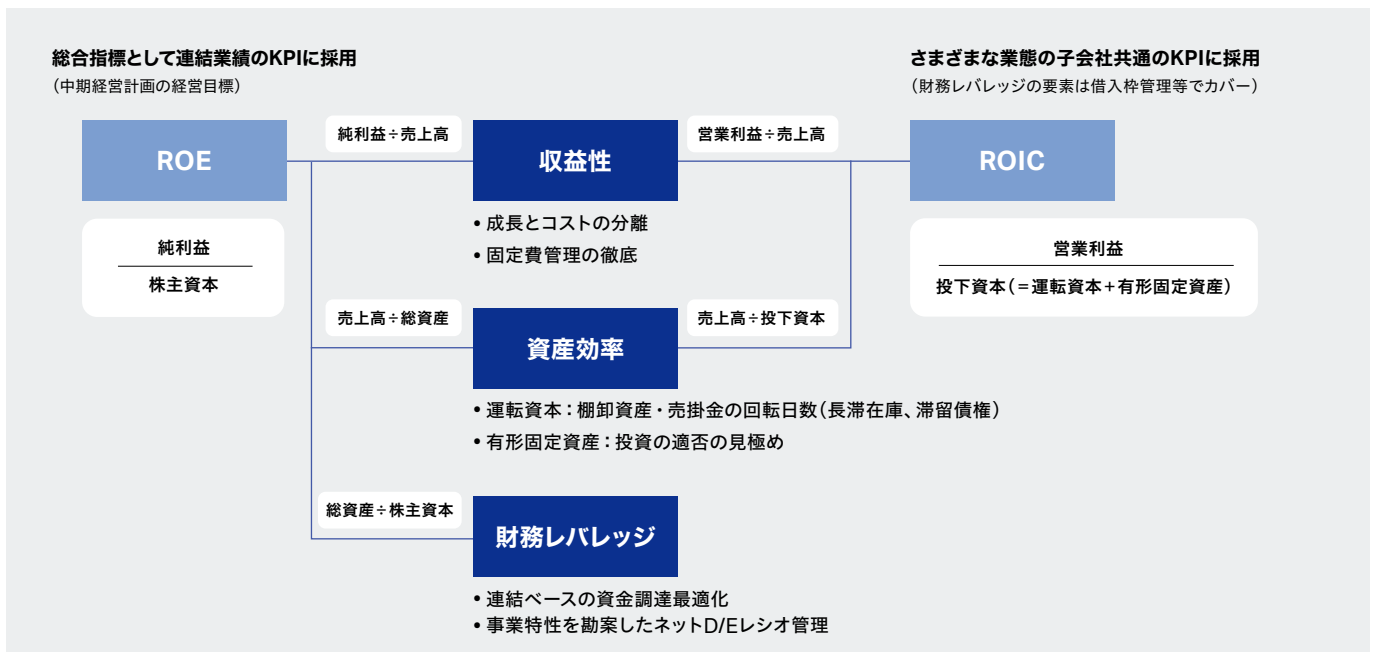 総合指標として連結業績のKPIに採用
（中期経営計画の経営目標）
ROE
純利益
株主資本
純利益÷売上高
収益性
営業利益÷売上高
• 成長とコストの分離
• 固定費管理の徹底
売上高÷総資産
資産効率
売上高÷投下資本
• 運転資本：棚卸資産・売掛金の回転日数（長滞在庫、滞留債権）
• 有形固定資産：投資の適否の見極め
総資産÷株主資本
財務レバレッジ
• 連結ベースの資金調達最適化
• 事業特性を勘案したネットD/Eレシオ管理
さまざまな業態の子会社共通のKPIに採用
（財務レバレッジの要素は借入枠管理等でカバー）
ROIC
営業利益
投下資本（＝運転資本＋有形固定資産）